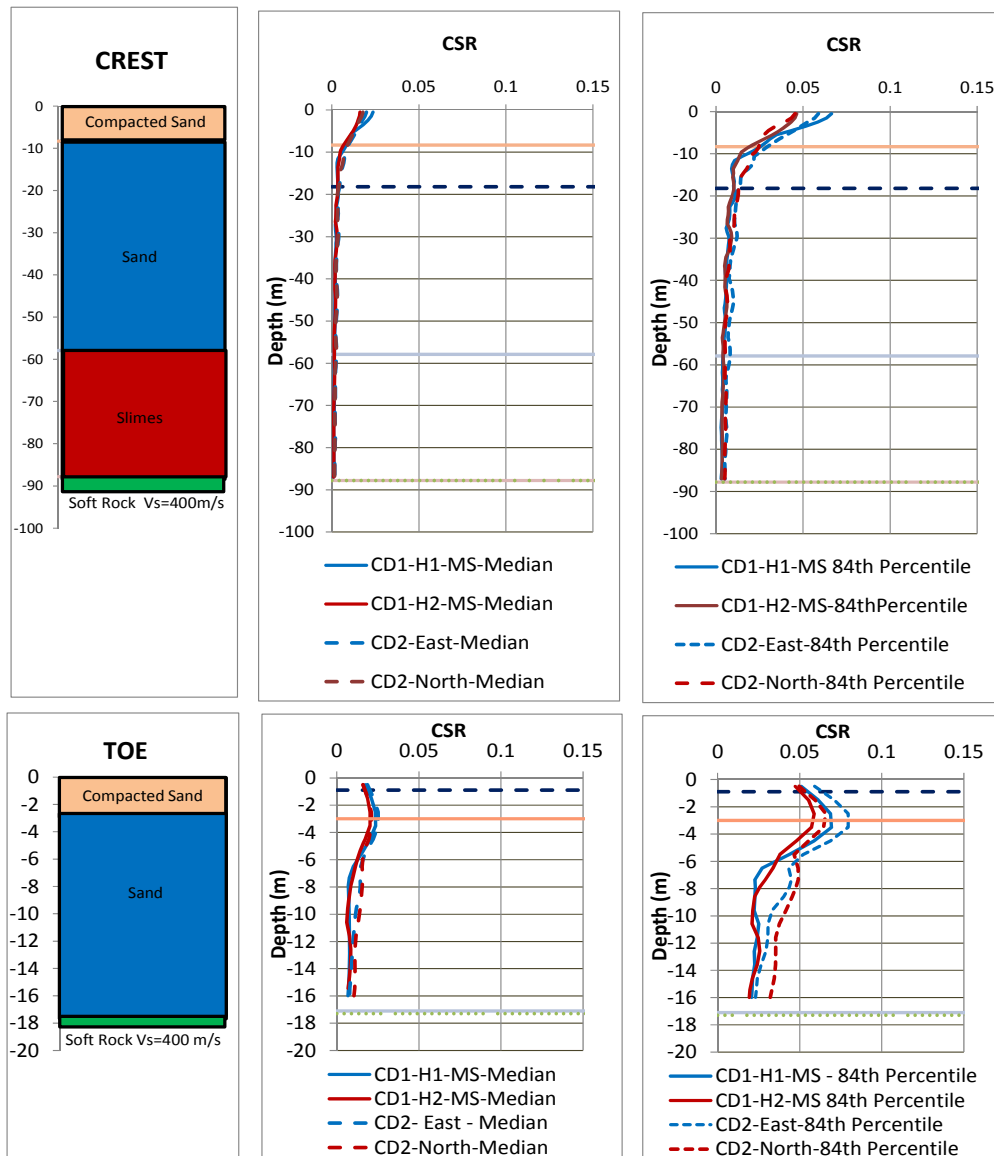 CREST
0
-10
-20
-30
-40
-50
-60
-70
-80
-90
-100
Compacted Sand
Sand
Slimes
Soft Rock Vs=400m/s
CSR
0 0.05 0.1 0.15
Depth (m)
0
-10
-20
-30
-40
-50
-60
-70
-80
-90
-100
CD1-H1-MS-Median
CD1-H2-MS-Median
CD2-East-Median
CD2-North-Median
CSR
0 0.05 0.1 0.15
Depth (m)
0
-10
-20
-30
-40
-50
-60
-70
-80
-90
-100
CD1-H1-MS 84th Percentile
CD1-H2-MS-84thPercentile
CD2-East-84th Percentile
CD2-North-84th Percentile
TOE
0
-2
-4
-6
-8
-10
-12
-14
-16
-18
-20
Compacted Sand
Sand
Soft Rock Vs=400 m/s
CSR
0 0.05 0.1 0.15
Depth (m)
0
-2
-4
-6
-8
-10
-12
-14
-16
-18
-20
CD1-H1-MS-Median
CD1-H2-MS-Median
CD2- East - Median
CD2-North-Median
CSR
0 0.05 0.1 0.15
Depth (m)
0
-2
-4
-6
-8
-10
-12
-14
-16
-18
-20
CD1-H1-MS - 84th Percentile
CD1-H2-MS 84th Percentile
CD2-East-84th Percentile
CD2-North-84th Percentile